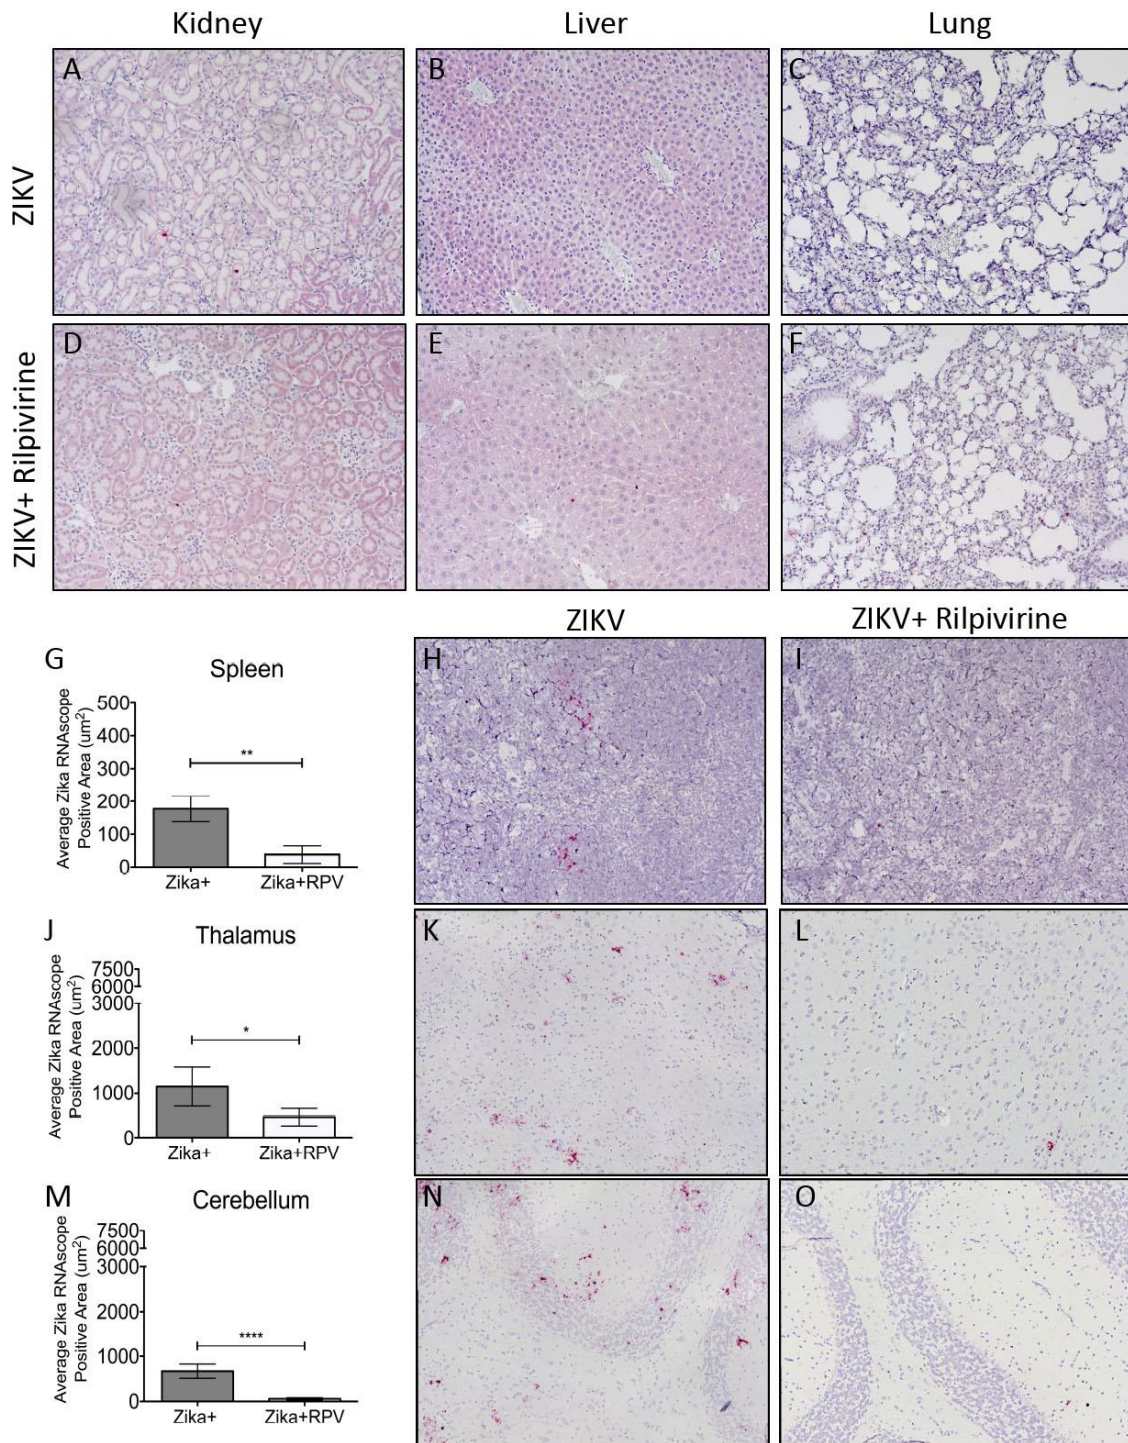 Kidney Liver Lung
ZIKV
A B C
ZIKV+ Rilpivirine
D E F
ZIKV ZIKV+ Rilpivirine
G
Spleen
Average Zika RNAscope
Positive Area (um²)
500
400
300
200
100
0
**
Zika+ Zika+RPV
H I
J
Thalamus
Average Zika RNAscope
Positive Area (um²)
7500
6000
3000
2000
1000
0
*
Zika+ Zika+RPV
K L
M
Cerebellum
Average Zika RNAscope
Positive Area (um²)
7500
6000
3000
2000
1000
0
****
Zika+ Zika+RPV
N O